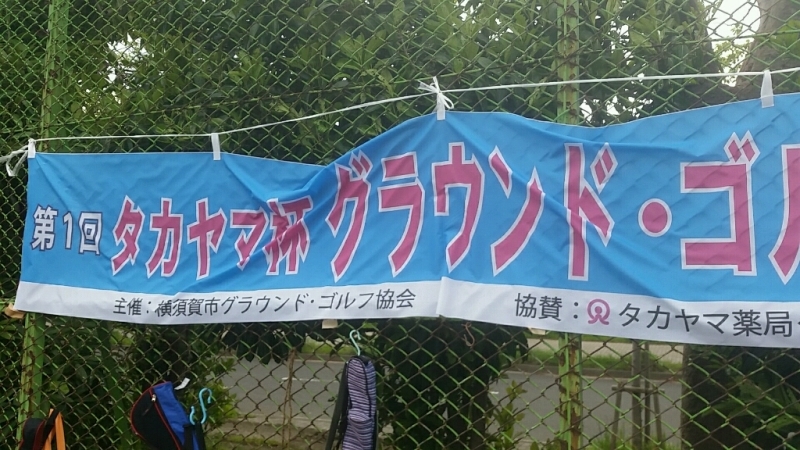 第1回 タカヤマ杯 グラウンド・ゴル
主催：横須賀市グラウンド・ゴルフ協会 協賛： タカヤマ薬局